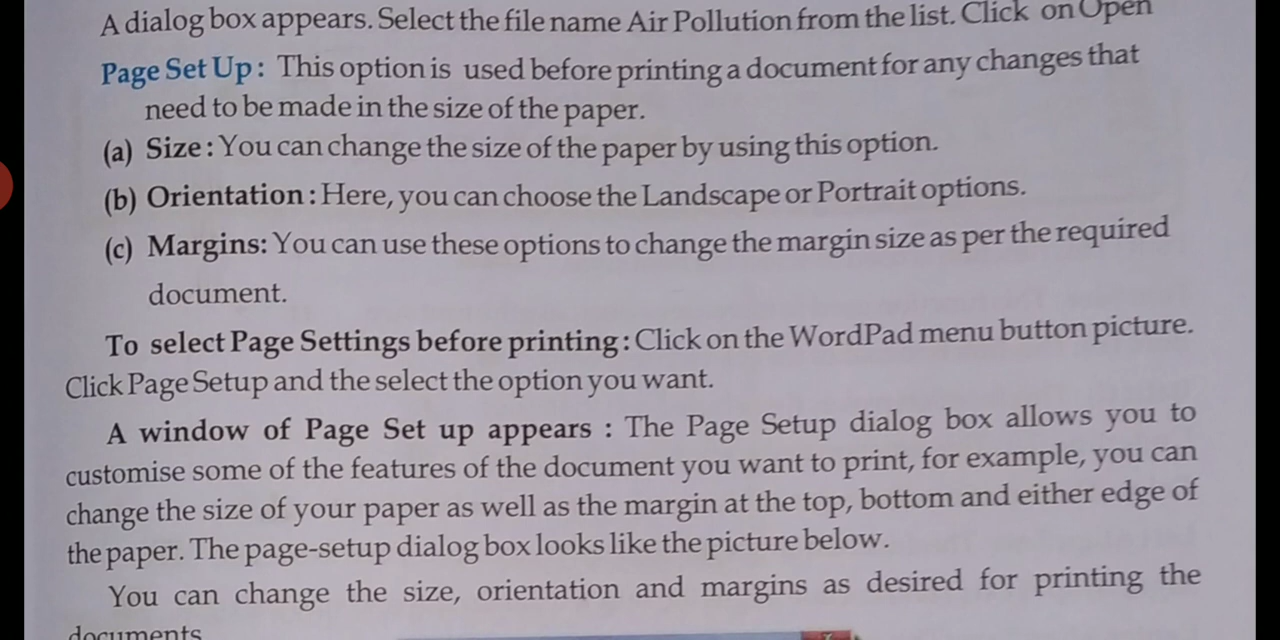 A dialog box appears. Select the file name Air Pollution from the list. Click on Open
Page Set Up: This option is used before printing a document for any changes that
need to be made in the size of the paper.
(a) Size: You can change the size of the paper by using this option.
(b) Orientation: Here, you can choose the Landscape or Portrait options.
(c) Margins: You can use these options to change the margin size as per the required
document.
To select Page Settings before printing: Click on the WordPad menu button picture.
Click Page Setup and the select the option you want.
A window of Page Set up appears : The Page Setup dialog box allows you to
customise some of the features of the document you want to print, for example, you can
change the size of your paper as well as the margin at the top, bottom and either edge of
the paper. The page-setup dialog box looks like the picture below.
You can change the size, orientation and margins as desired for printing the
documents